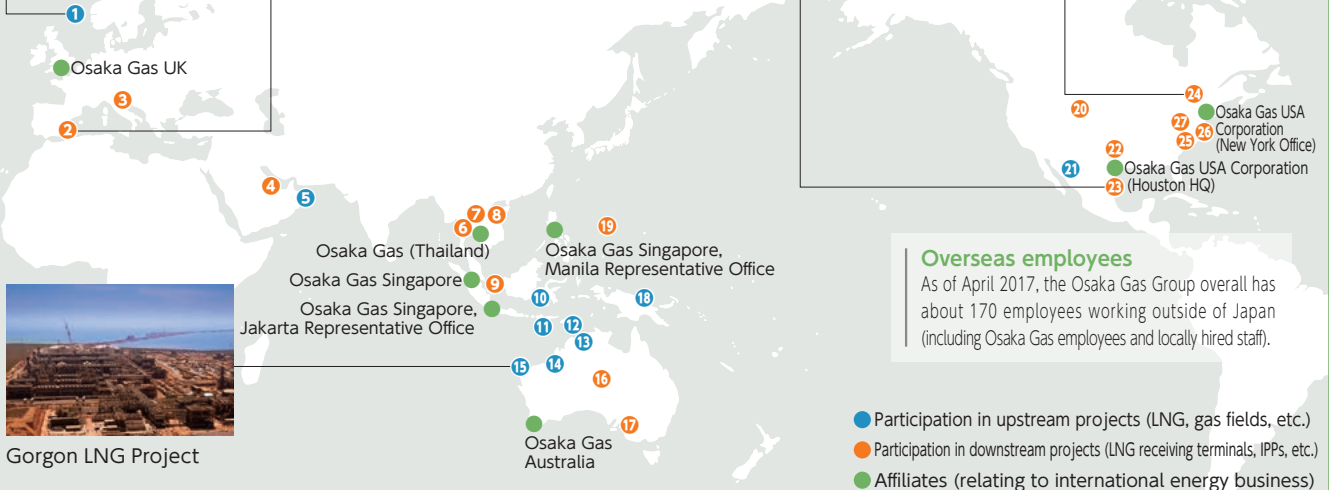 1
Osaka Gas UK
3
2
4
5
6
7
8
Osaka Gas (Thailand)
19
Osaka Gas Singapore,
Manila Representative Office
Osaka Gas Singapore
9
Osaka Gas Singapore,
Jakarta Representative Office
10
18
11
12
13
14
15
16
17
Osaka Gas
Australia
Gorgon LNG Project
20
24
Osaka Gas USA
Corporation
(New York Office)
27
26
25
22
21
Osaka Gas USA Corporation
(Houston HQ)
23
Overseas employees
As of April 2017, the Osaka Gas Group overall has
about 170 employees working outside of Japan
(including Osaka Gas employees and locally hired staff).
Participation in upstream projects (LNG, gas fields, etc.)
Participation in downstream projects (LNG receiving terminals, IPPs, etc.)
Affiliates (relating to international energy business)